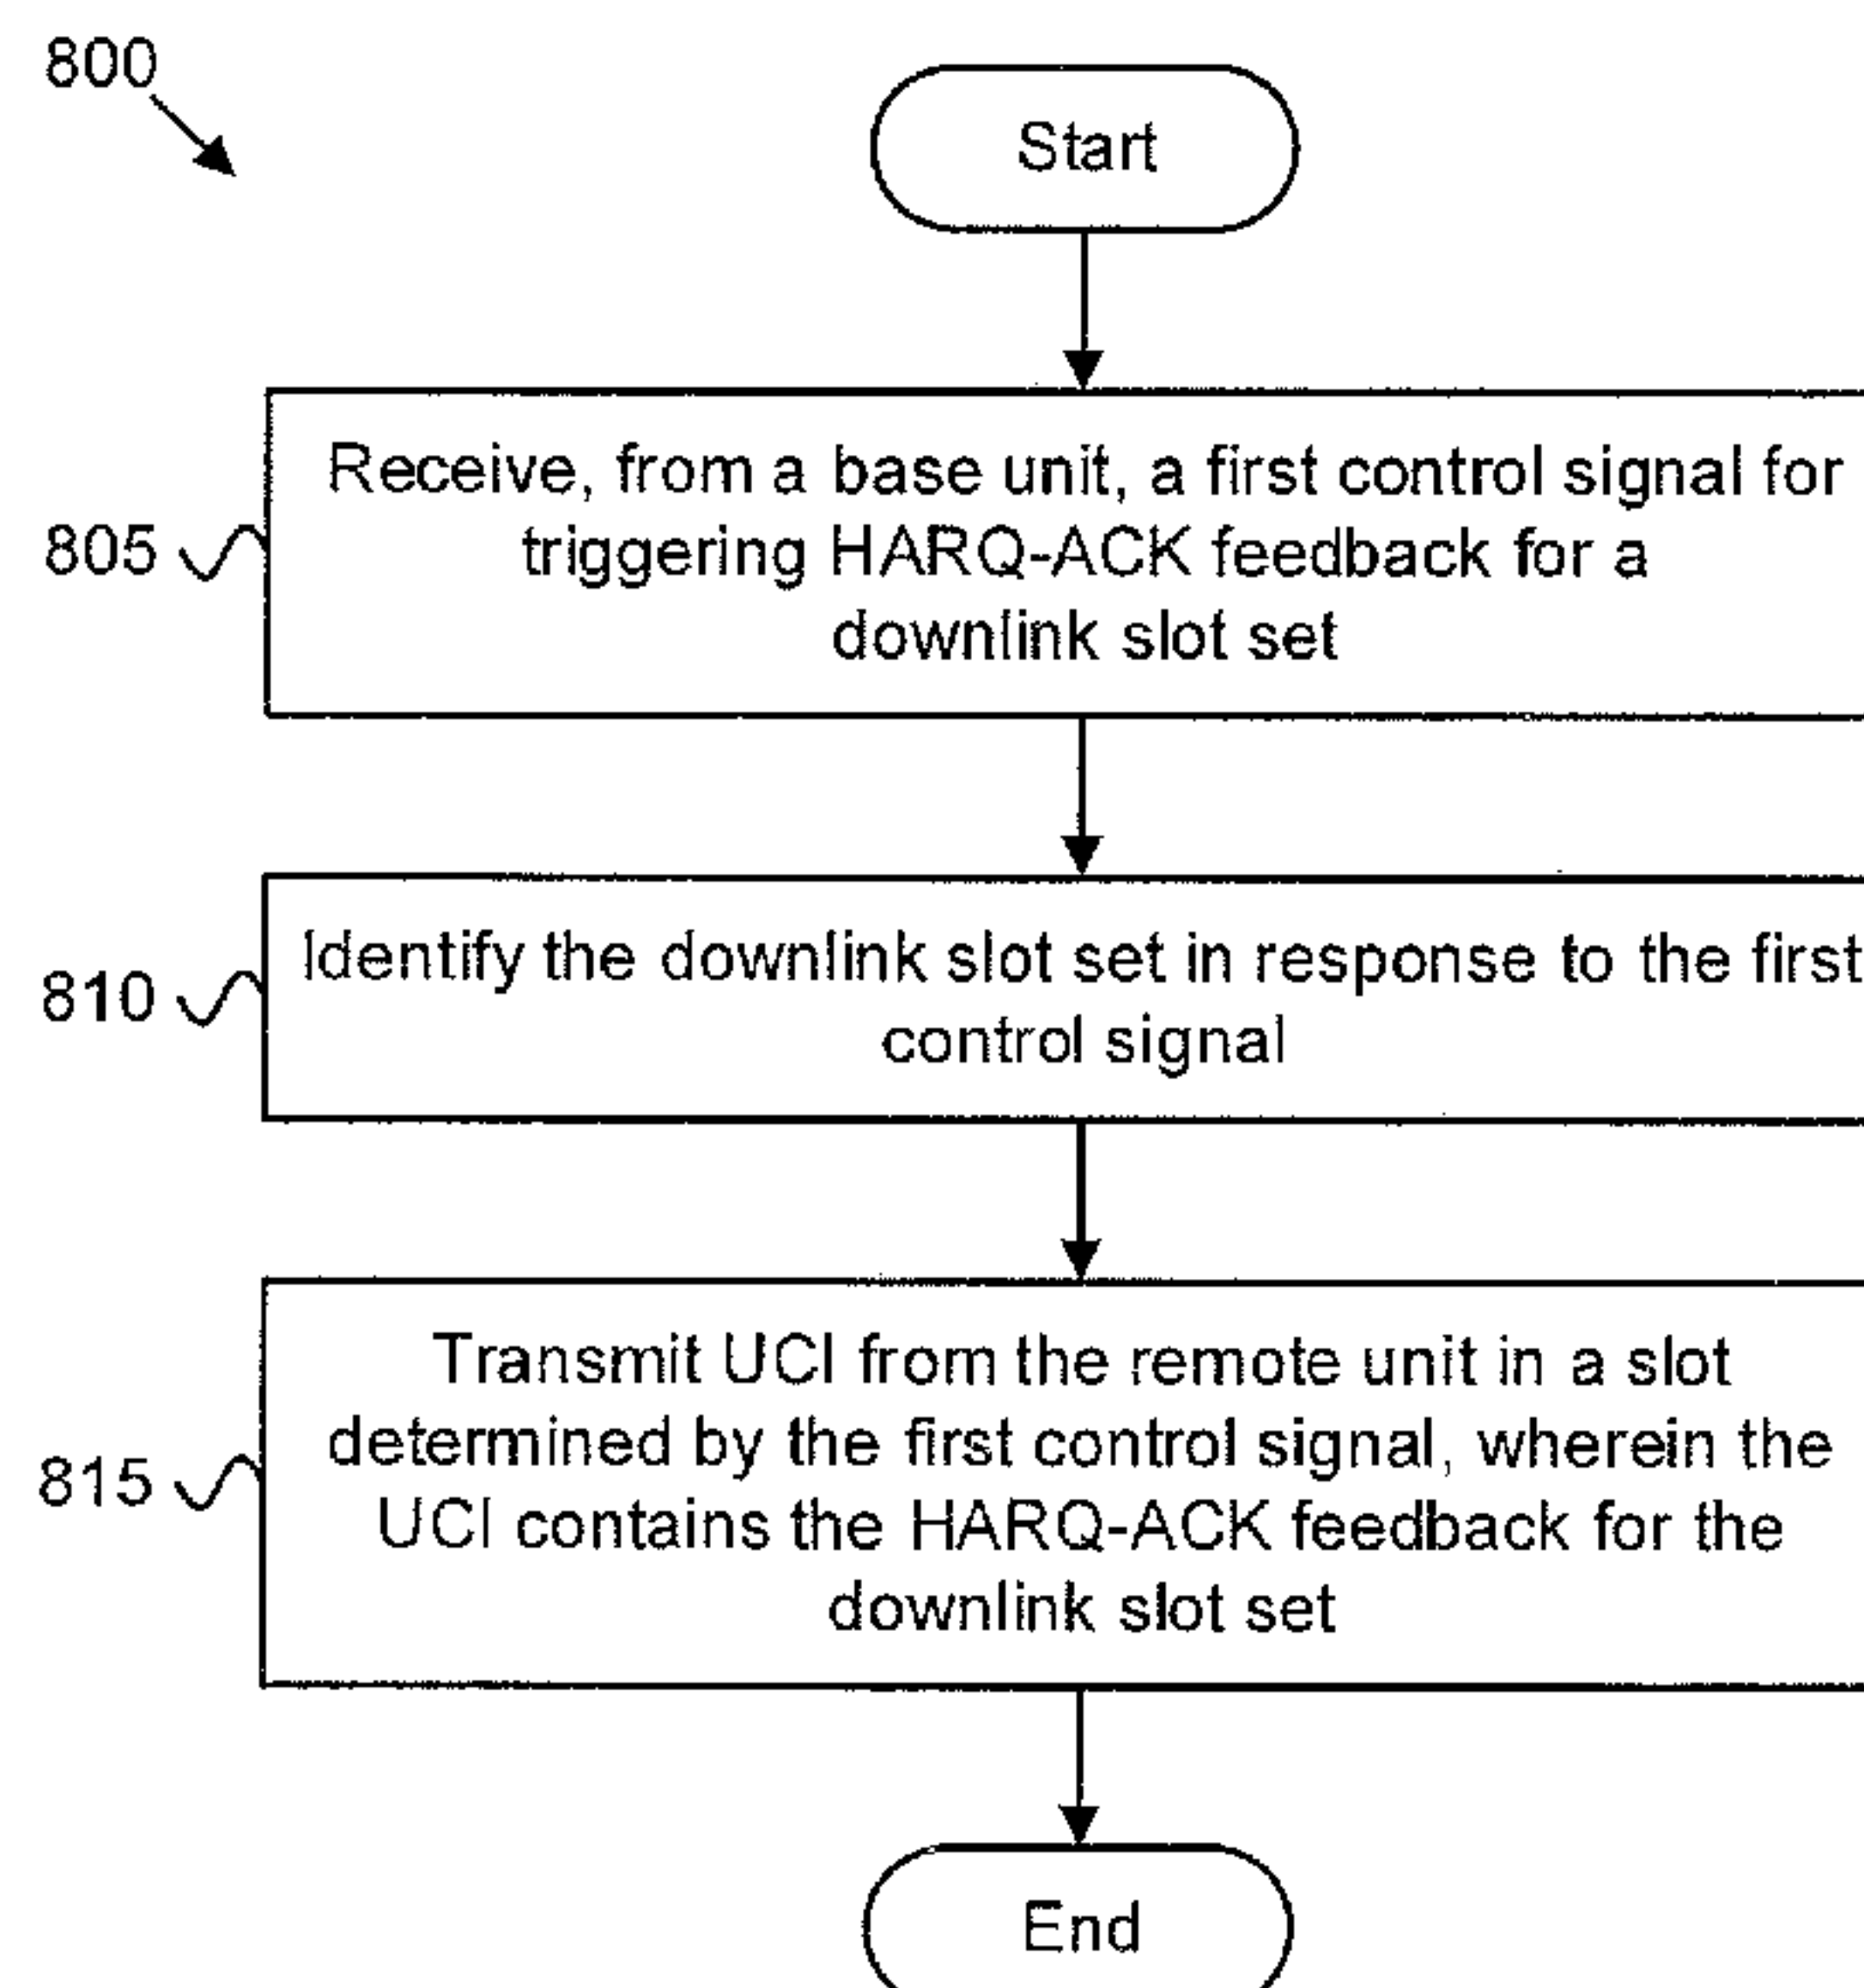 800
Start
805
Receive, from a base unit, a first control signal for
triggering HARQ-ACK feedback for a
downlink slot set
810
Identify the downlink slot set in response to the first
control signal
815
Transmit UCI from the remote unit in a slot
determined by the first control signal, wherein the
UCI contains the HARQ-ACK feedback for the
downlink slot set
End